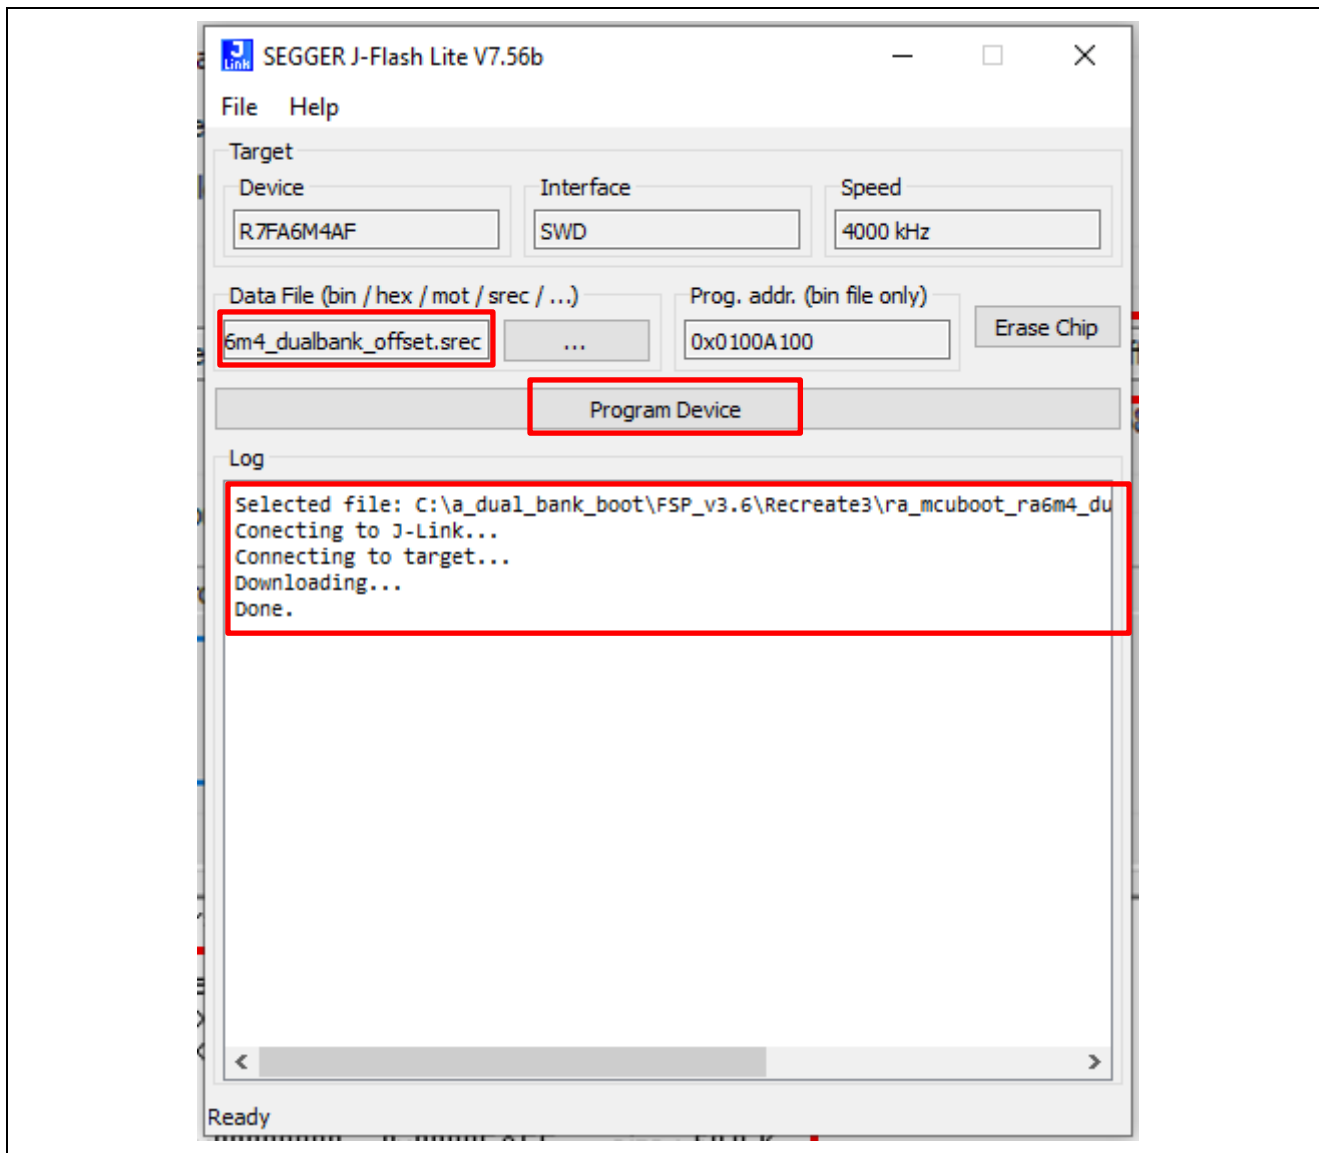 J Link SEGGER J-Flash Lite V7.56b
File Help
Target
Device Interface Speed
R7FA6M4AF SWD 4000 kHz
Data File (bin / hex / mot / srec / ...) Prog. addr. (bin file only)
6m4_dualbank_offset.srec ... 0x0100A100 Erase Chip
Program Device
Log
Selected file: C:\a_dual_bank_boot\FSP_v3.6\Recreate3\ra_mcuboot_ra6m4_du
Conecting to J-Link...
Connecting to target...
Downloading...
Done.
Ready